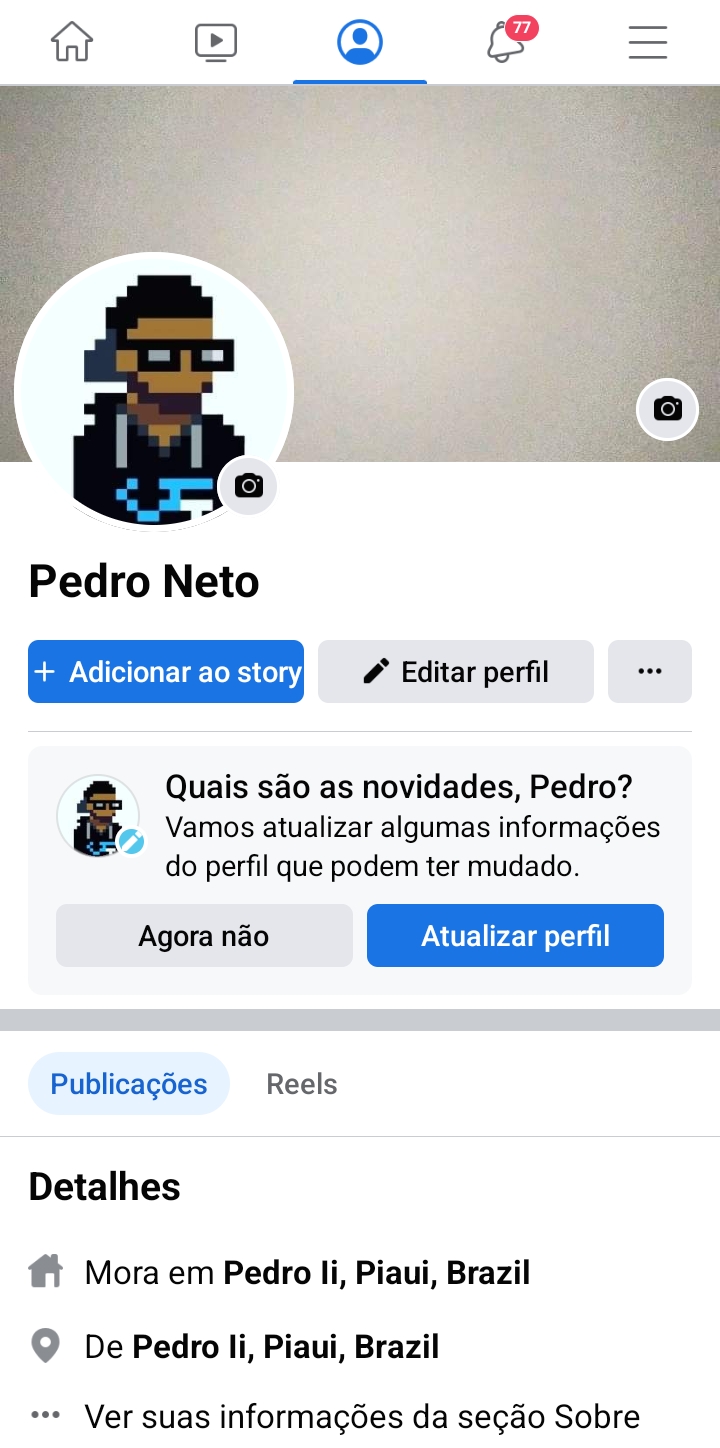 77
Pedro Neto
+ Adicionar ao story
Editar perfil
Quais são as novidades, Pedro?
Vamos atualizar algumas informações
do perfil que podem ter mudado.
Agora não
Atualizar perfil
Publicações
Reels
Detalhes
Mora em Pedro Ii, Piaui, Brazil
De Pedro Ii, Piaui, Brazil
Ver suas informações da seção Sobre